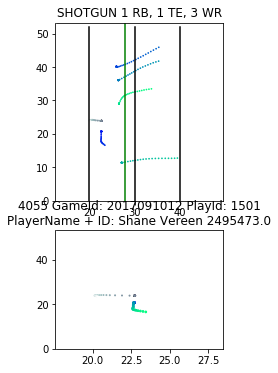 SHOTGUN 1 RB, 1 TE, 3 WR
50
40
30
20
10
0
20 30 40
4055 GameId: 2017091012 PlayId: 1501
PlayerName + ID: Shane Vereen 2495473.0
40
20
0
20.0 22.5 25.0 27.5